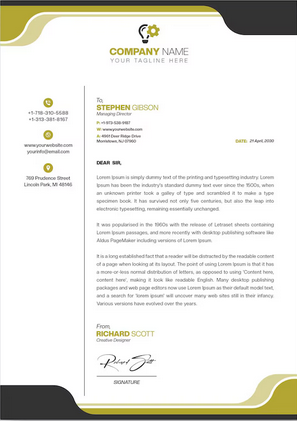 COMPANY NAME
YOUR TAGLINE HERE
+1-718-310-5588
+1-313-381-8167
www.yourwebsite.com
yourinfo@email.com
769 Prudence Street
Lincoln Park, MI 48146
To,
STEPHEN GIBSON
Managing Director
P: +1-973-538-9187
W: www.yourwebsite.com
A: 4661 Deer Ridge Drive
Morristown, NJ 07960
DATE: 21 April, 2030
DEAR SIR,
Lorem Ipsum is simply dummy text of the printing and typesetting industry. Lorem
Ipsum has been the industry's standard dummy text ever since the 1500s, when
an unknown printer took a galley of type and scrambled it to make a type
specimen book. It has survived not only five centuries, but also the leap into
electronic typesetting, remaining essentially unchanged.
It was popularised in the 1960s with the release of Letraset sheets containing
Lorem Ipsum passages, and more recently with desktop publishing software like
Aldus PageMaker including versions of Lorem Ipsum.
It is a long established fact that a reader will be distracted by the readable content
of a page when looking at its layout. The point of using Lorem Ipsum is that it has
a more-or-less normal distribution of letters, as opposed to using 'Content here,
content here', making it look like readable English. Many desktop publishing
packages and web page editors now use Lorem Ipsum as their default model text,
and a search for 'lorem ipsum' will uncover many web sites still in their infancy.
Various versions have evolved over the years.
From,
RICHARD SCOTT
Creative Designer
Richard Scott
SIGNATURE